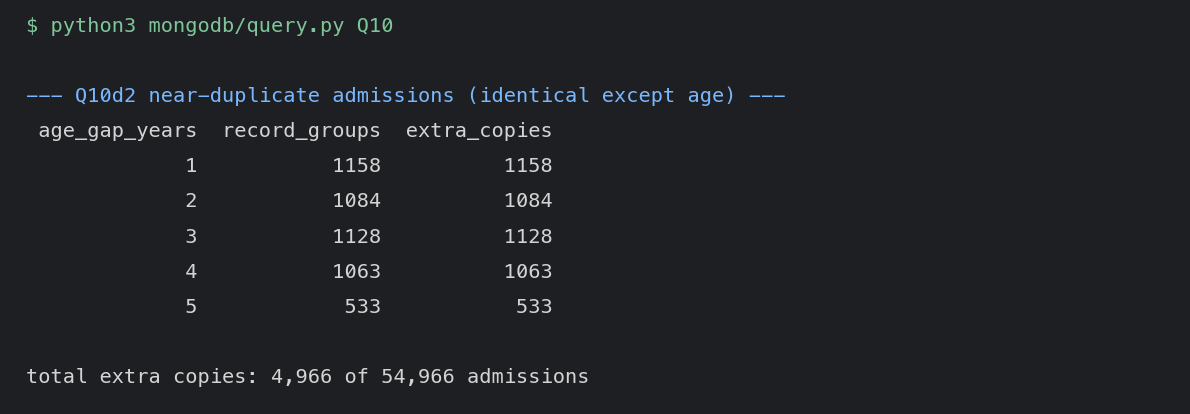 $ python3 mongodb/query.py Q10
--- Q10d2 near-duplicate admissions (identical except age) ---
age_gap_years  record_groups  extra_copies
1           1158          1158
2           1084          1084
3           1128          1128
4           1063          1063
5            533           533
total extra copies: 4,966 of 54,966 admissions